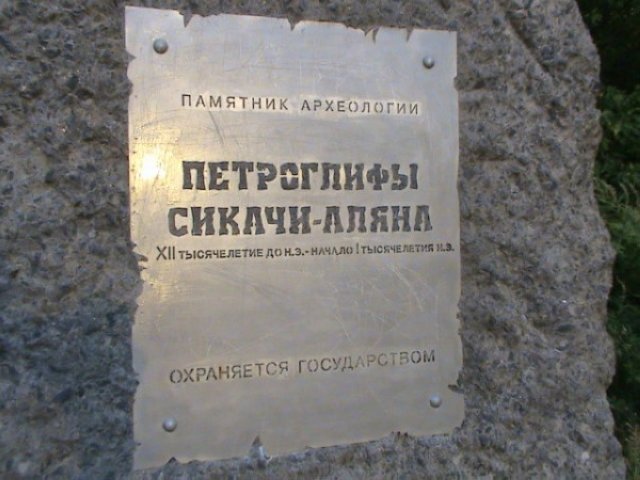 ПАМЯТНИК АРХЕОЛОГИИ
ПЕТРОГЛИФЫ
СИКАЧИ-АЛЯНА
XII ТЫСЯЧЕЛЕТИЕ ДО Н.Э.-НАЧАЛО I ТЫСЯЧЕЛЕТИЯ Н.Э.
ОХРАНЯЕТСЯ ГОСУДАРСТВОМ